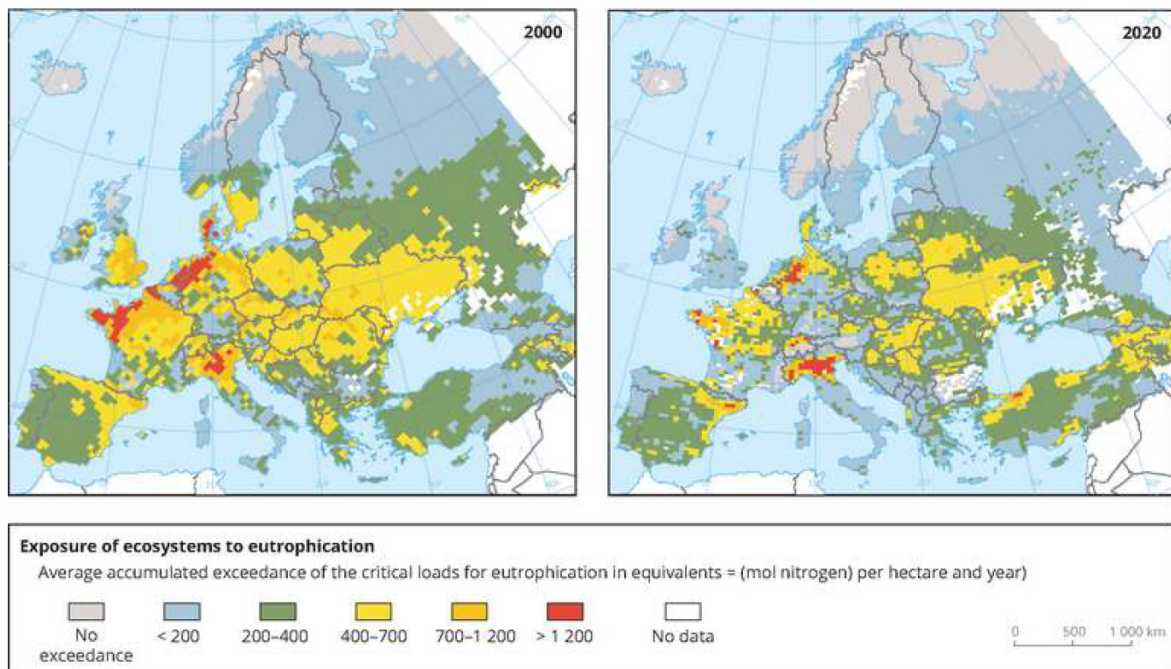 2000
2020
Exposure of ecosystems to eutrophication
Average accumulated exceedance of the critical loads for eutrophication in equivalents = (mol nitrogen) per hectare and year)
No exceedance
< 200
200–400
400–700
700–1 200
> 1 200
No data
0 500 1 000 km